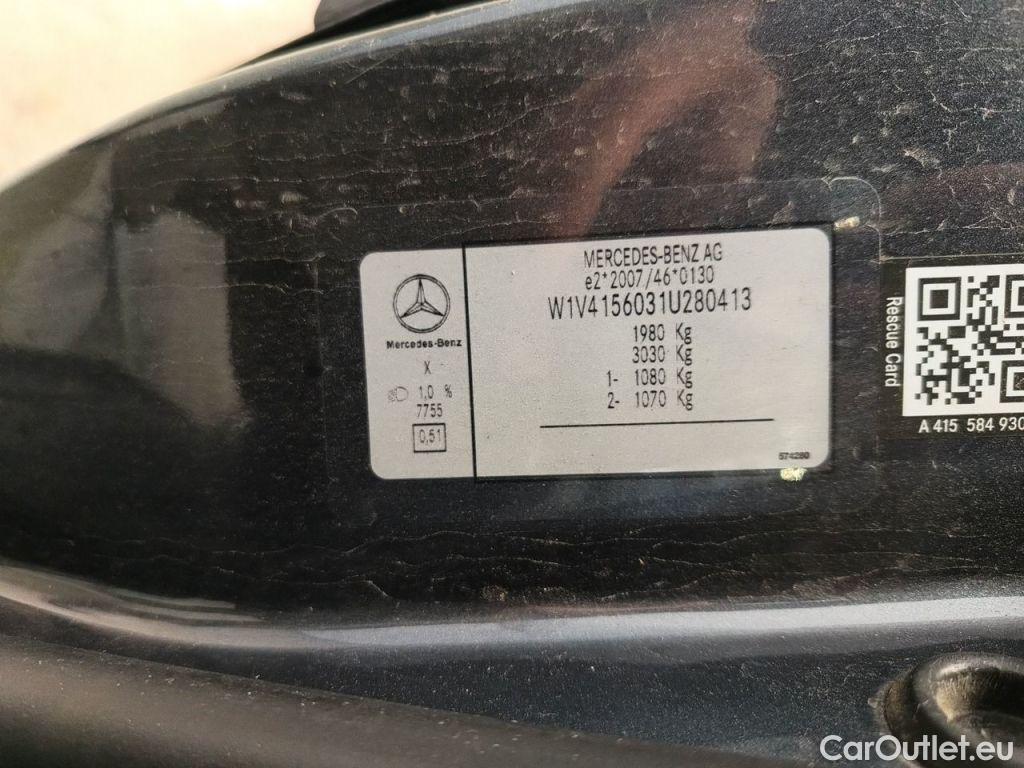 MERCEDES-BENZ AG
e2*2007/46*0130
W1V4156031U280413
1980 Kg
3030 Kg
1- 1080 Kg
2- 1070 Kg
574280
Mercedes-Benz
X
1,0 %
7755
0,51
Rescue Card
A 415 584 930
CarOutlet.eu